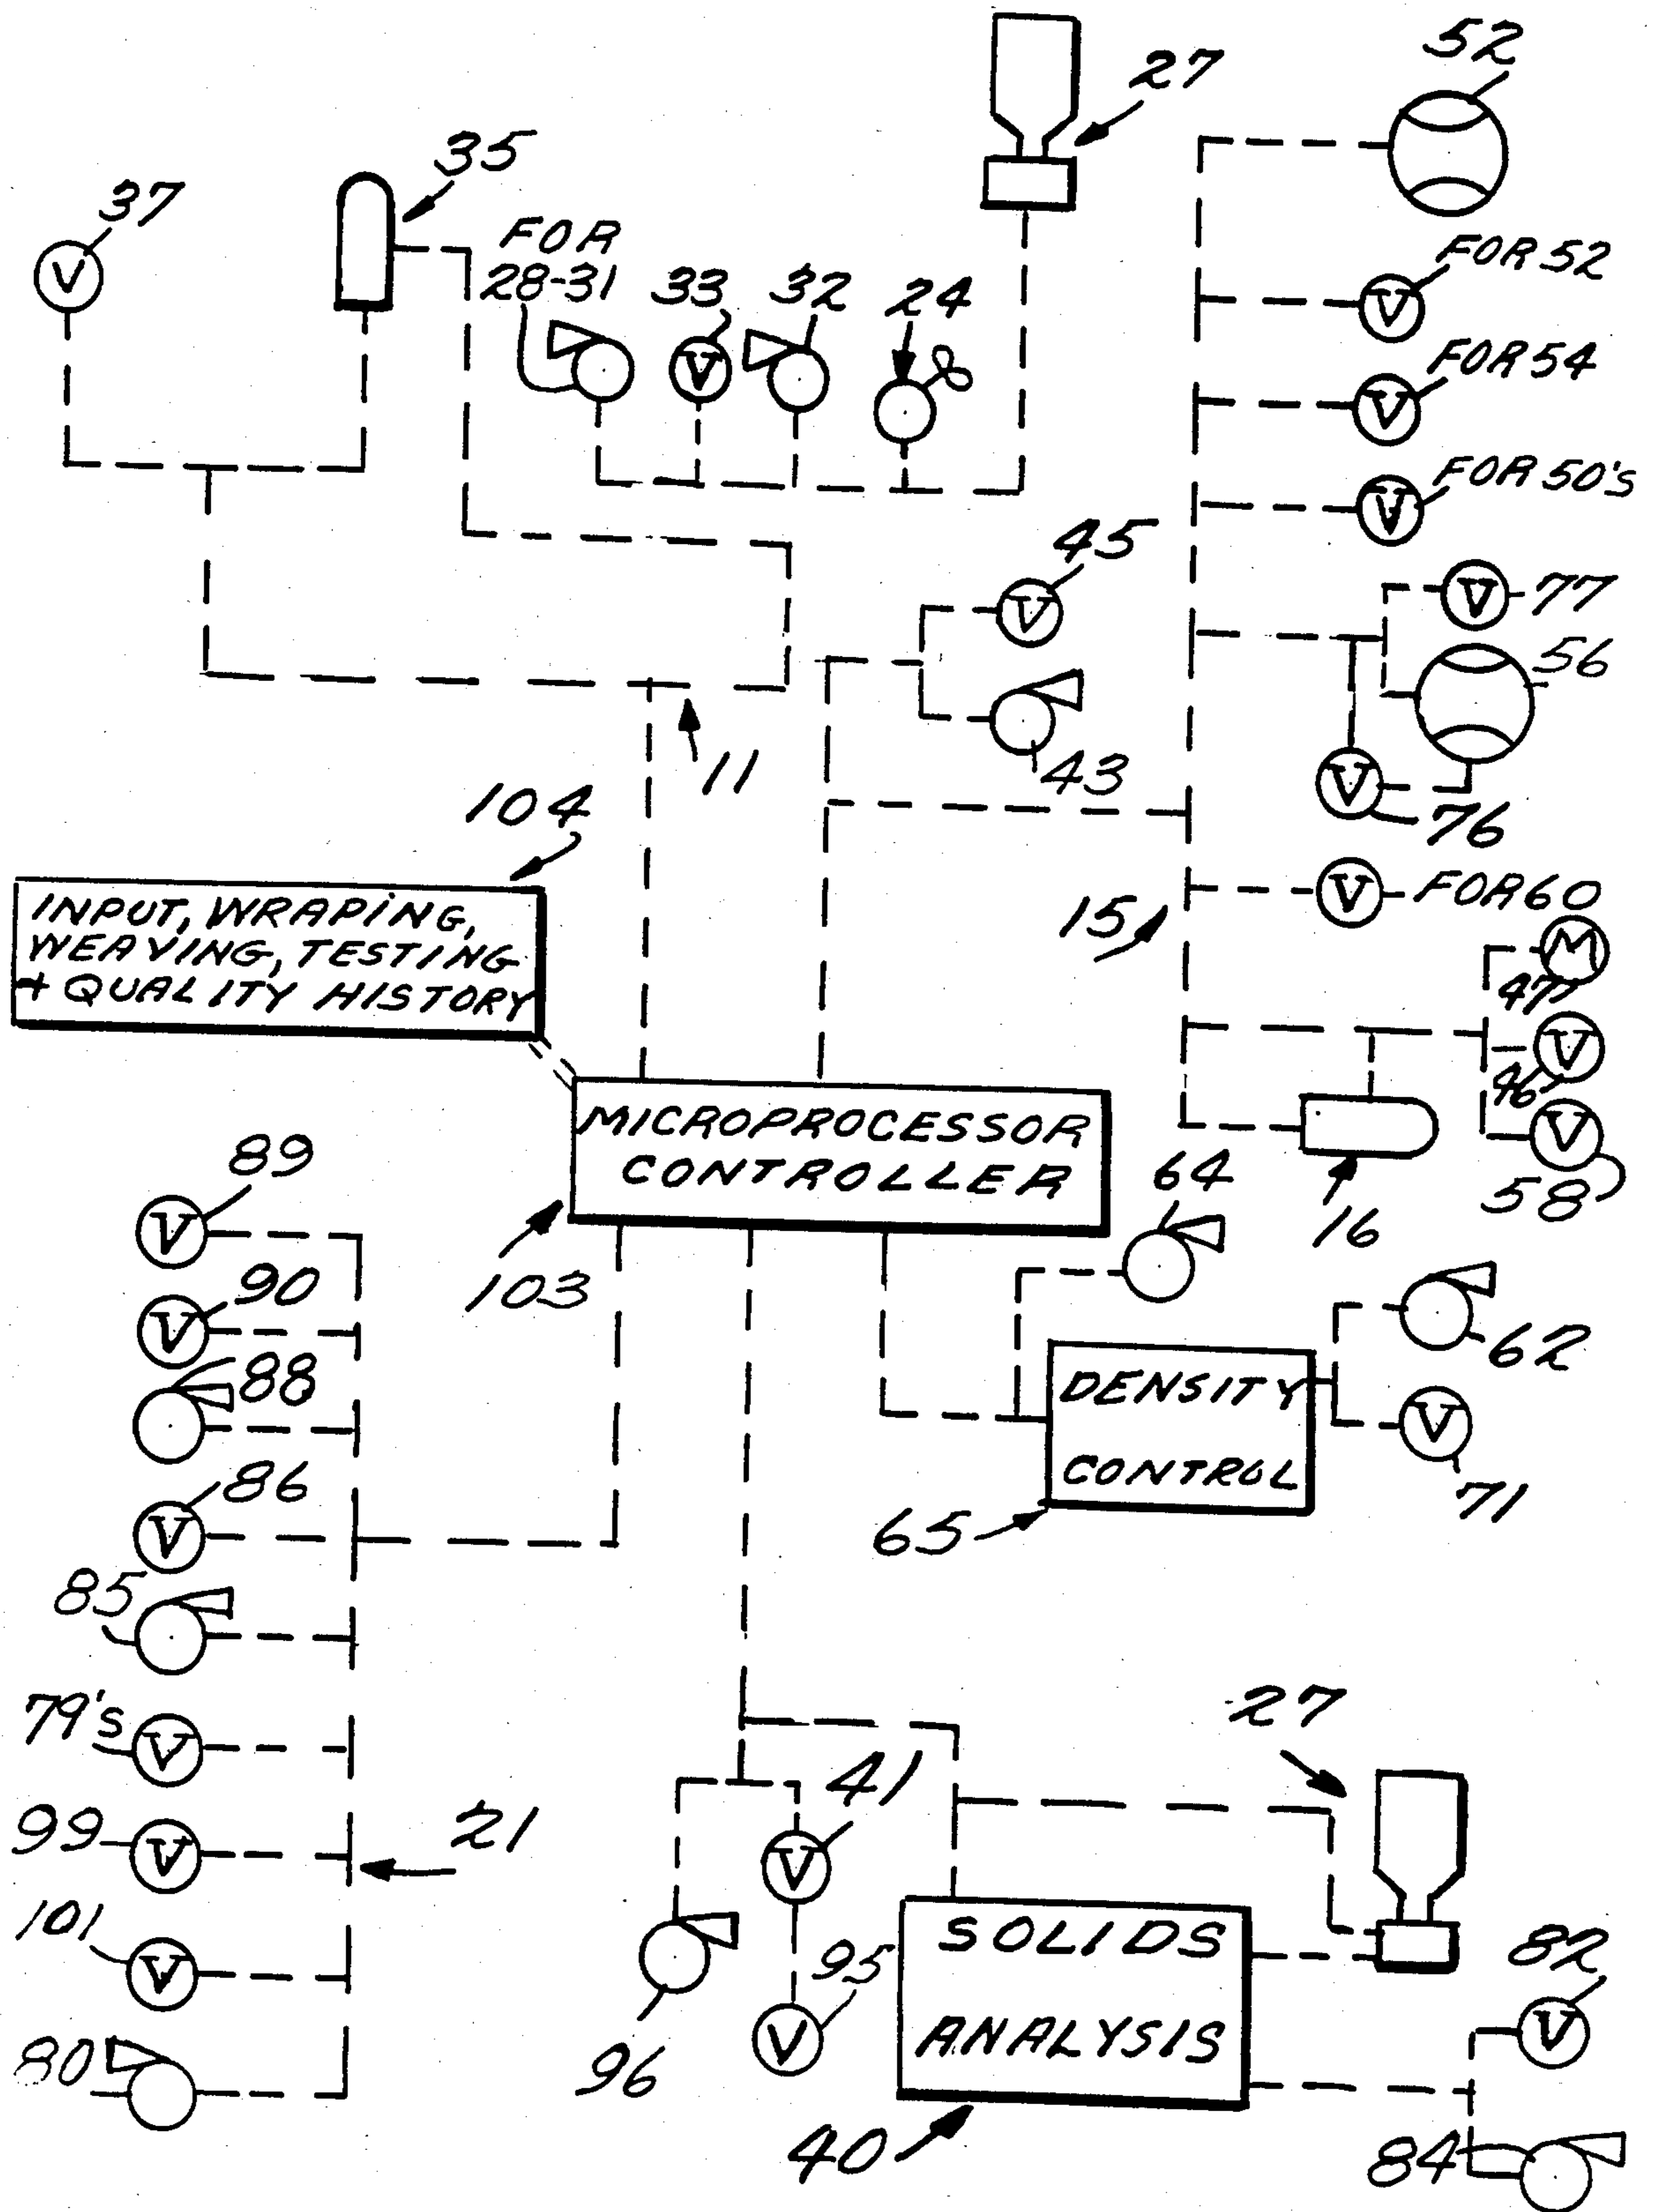 52
27
35
37
FOR
28-31
33
32
24
V
V
FOR 52
V
FOR 54
V
FOR 50'S
V
45
V
V
77
56
43
11
V
76
104
INPUT, WRAPING,
WEAVING, TESTING
+ QUALITY HISTORY
15
V
FOR 60
M
47
V
46
V
58
16
MICROPROCESSOR
CONTROLLER
103
64
62
DENSITY
CONTROL
V
71
65
89
V
90
V
88
86
V
85
79's
V
99
V
21
101
V
80
27
41
V
95
V
96
SOLIDS
ANALYSIS
40
82
V
84